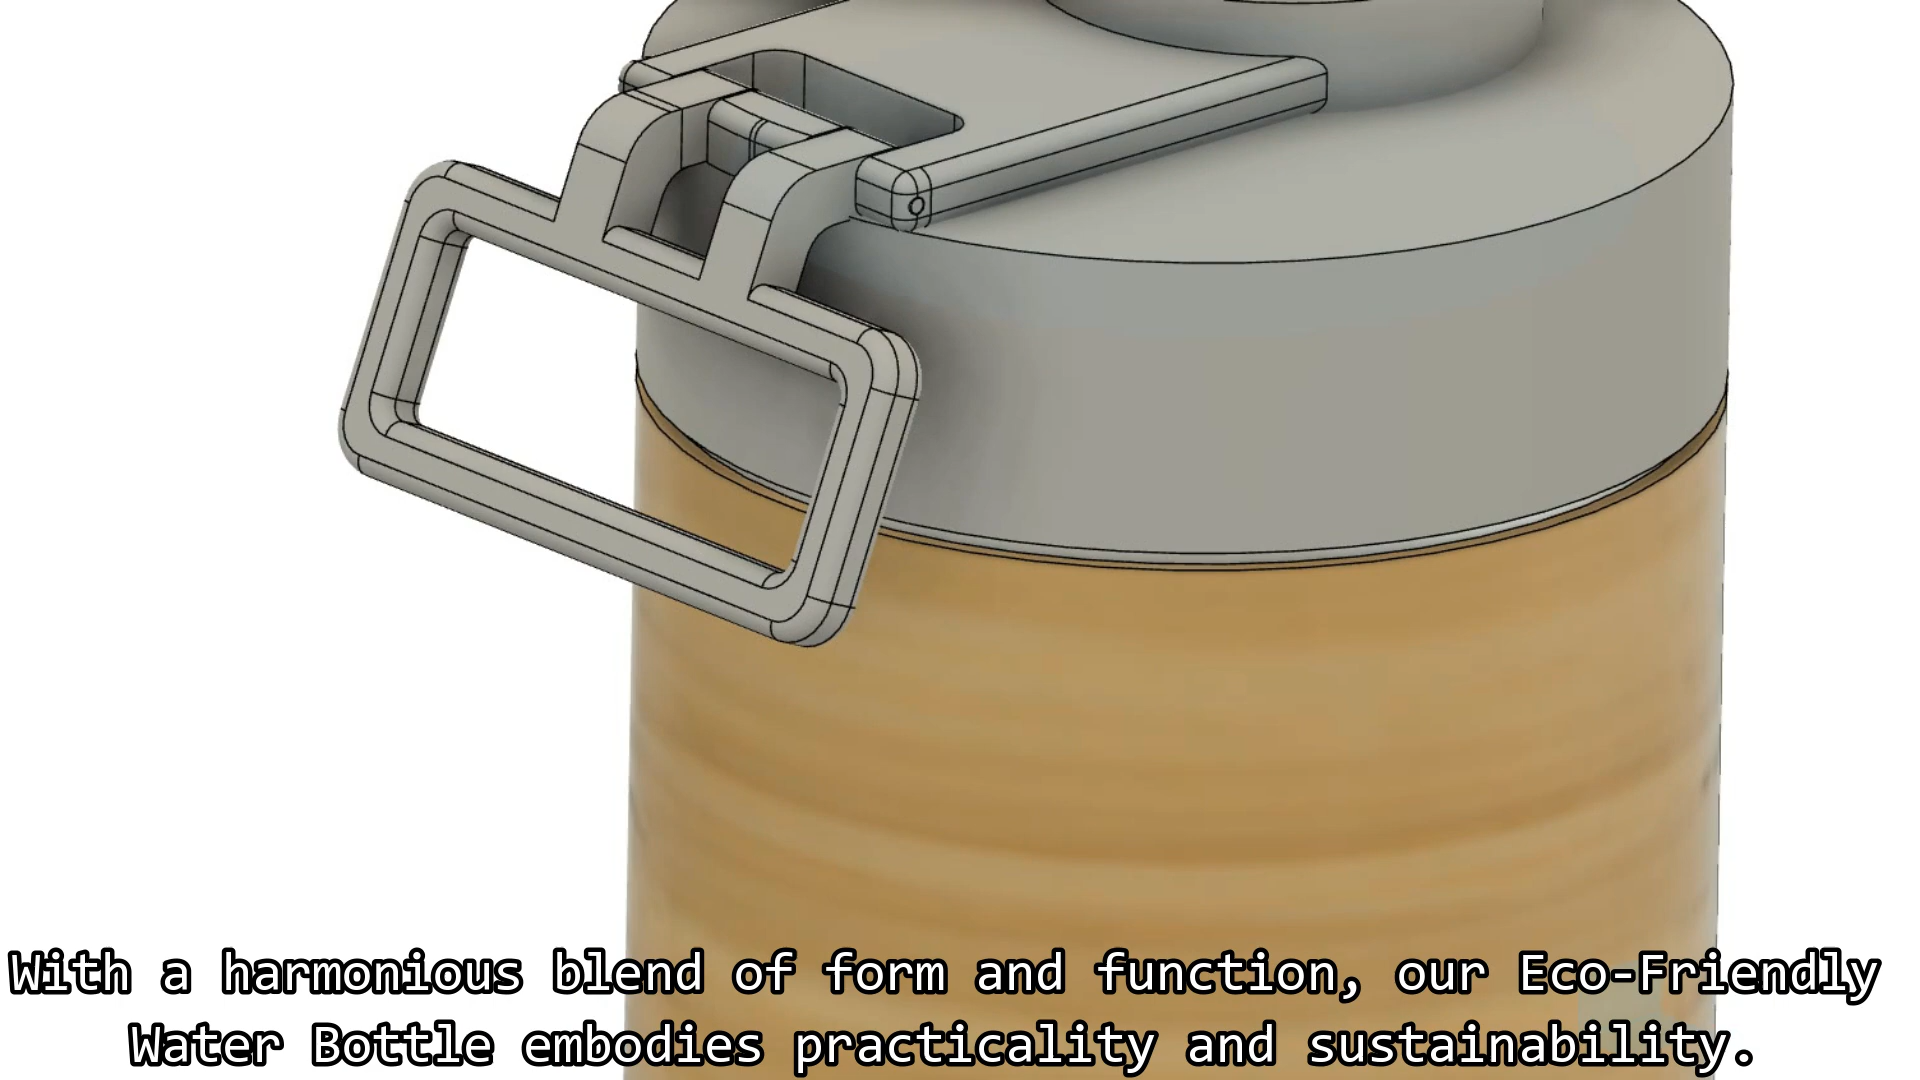 With a harmonious blend of form and function, our Eco-Friendly
Water Bottle embodies practicality and sustainability.